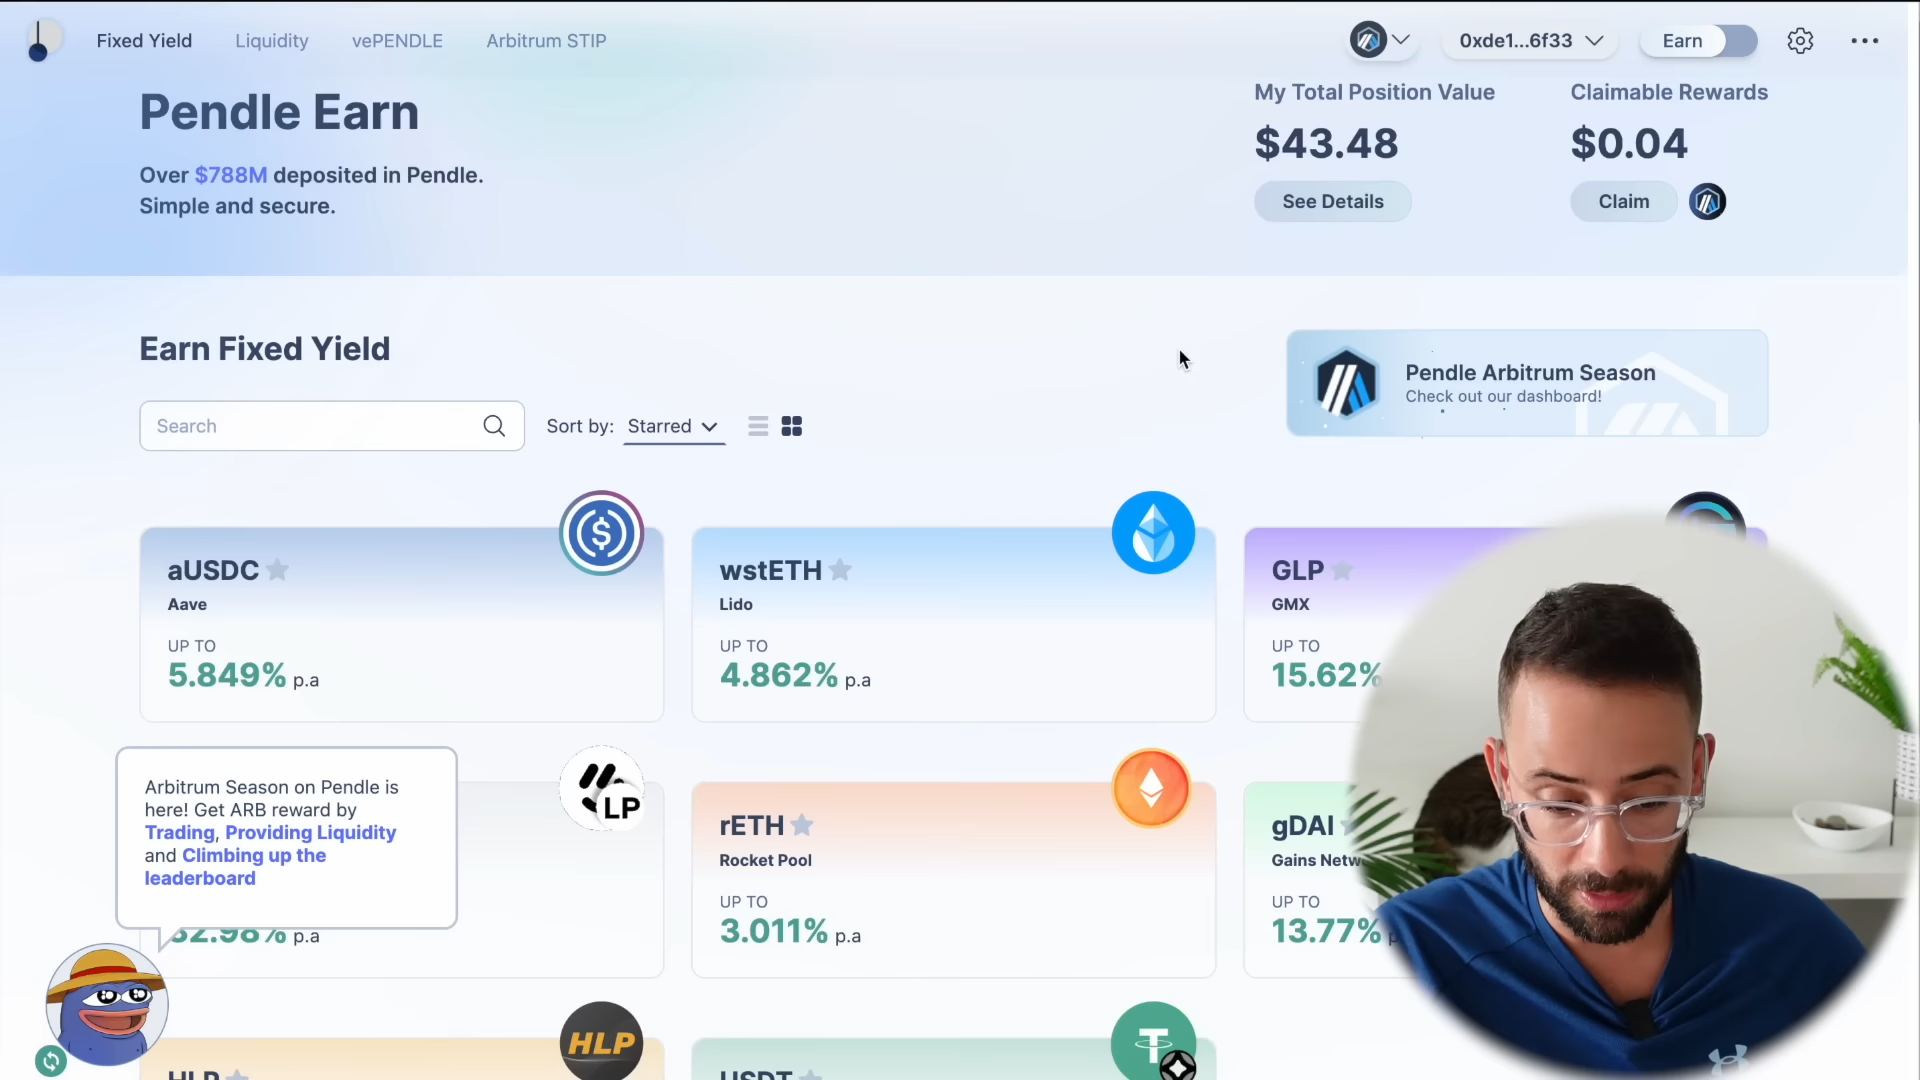 Fixed Yield
Liquidity
vePENDLE
Arbitrum STIP
0xde1...6f33
Earn
Pendle Earn
Over $788M deposited in Pendle.
Simple and secure.
My Total Position Value
$43.48
See Details
Claimable Rewards
$0.04
Claim
Earn Fixed Yield
Search
Sort by: Starred
Pendle Arbitrum Season
Check out our dashboard!
aUSDC
Aave
UP TO
5.849% p.a
wstETH
Lido
UP TO
4.862% p.a
GLP
GMX
UP TO
15.62%
Arbitrum Season on Pendle is
here! Get ARB reward by
Trading, Providing Liquidity
and Climbing up the
leaderboard
LP
p.a
rETH
Rocket Pool
UP TO
3.011% p.a
gDAI
Gains Netw
UP TO
13.77% p
HLP
HLP
USDT